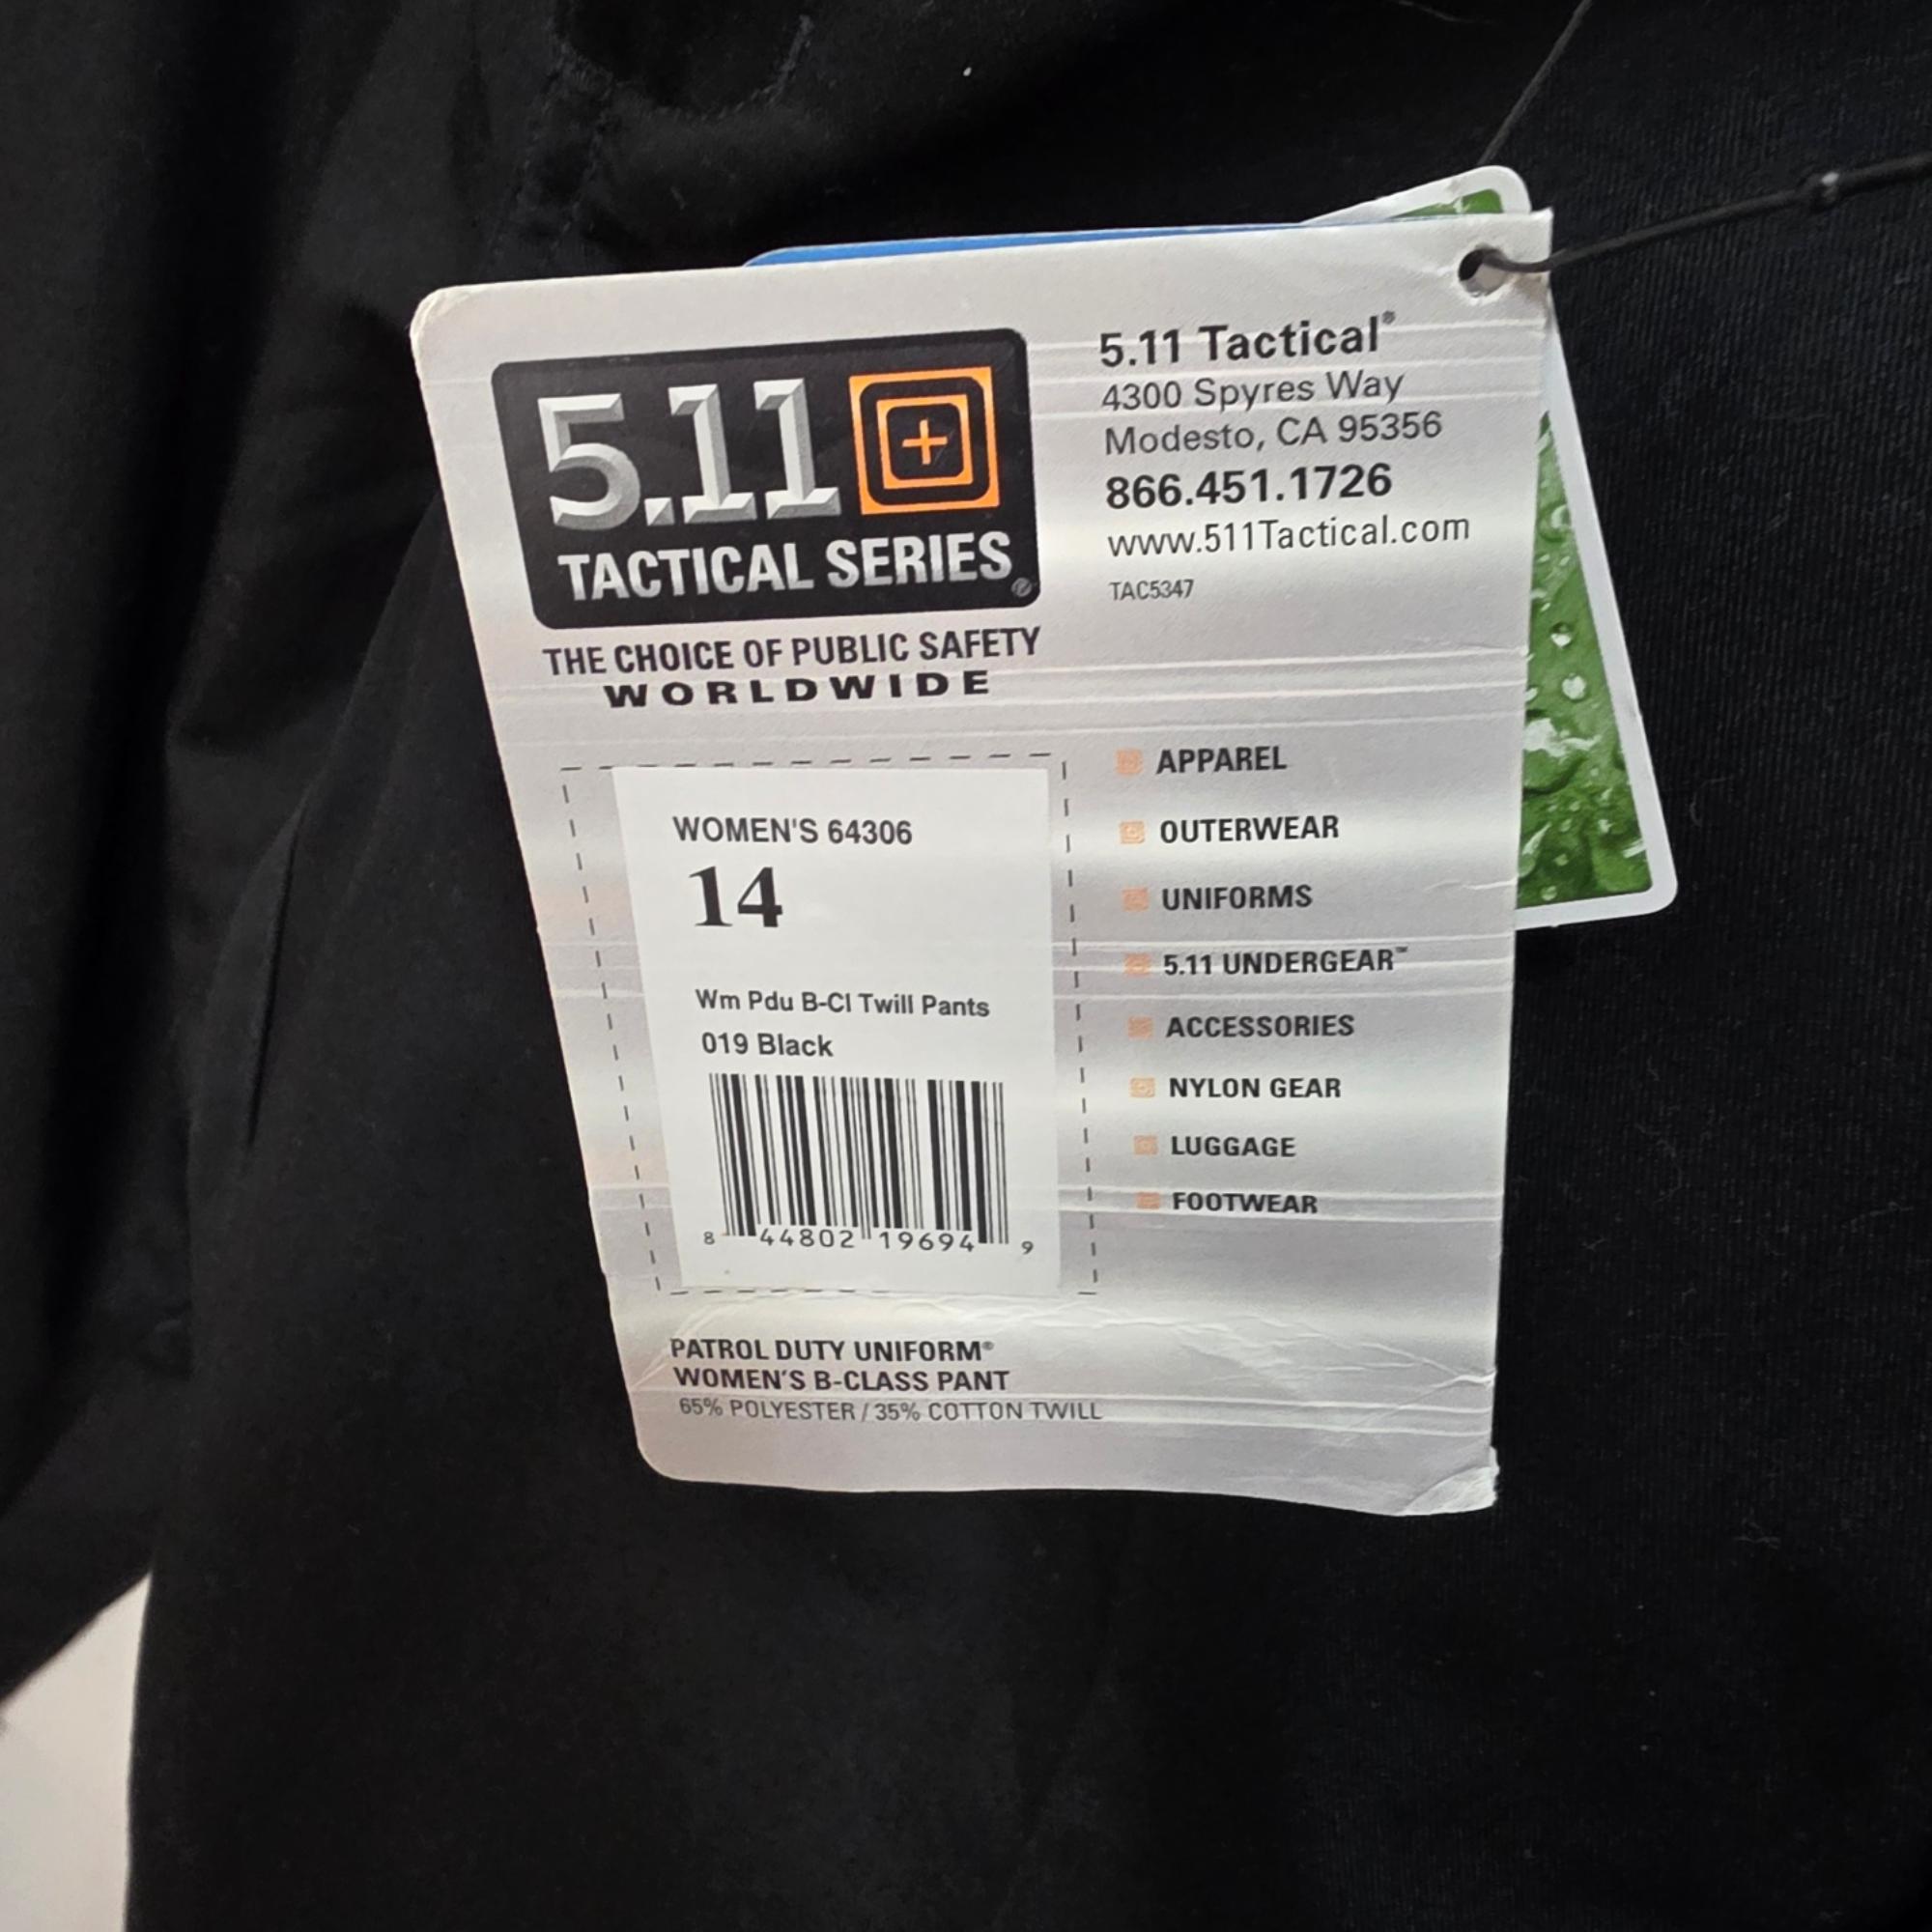 5.11
TACTICAL SERIES®
THE CHOICE OF PUBLIC SAFETY
WORLDWIDE
5.11 Tactical®
4300 Spyres Way
Modesto, CA 95356
866.451.1726
www.511Tactical.com
TAC5347
WOMEN'S 64306
14
Wm Pdu B-Cl Twill Pants
019 Black
8 44802 19694 9
APPAREL
OUTERWEAR
UNIFORMS
5.11 UNDERGEAR™
ACCESSORIES
NYLON GEAR
LUGGAGE
FOOTWEAR
PATROL DUTY UNIFORM®
WOMEN'S B-CLASS PANT
65% POLYESTER / 35% COTTON TWILL